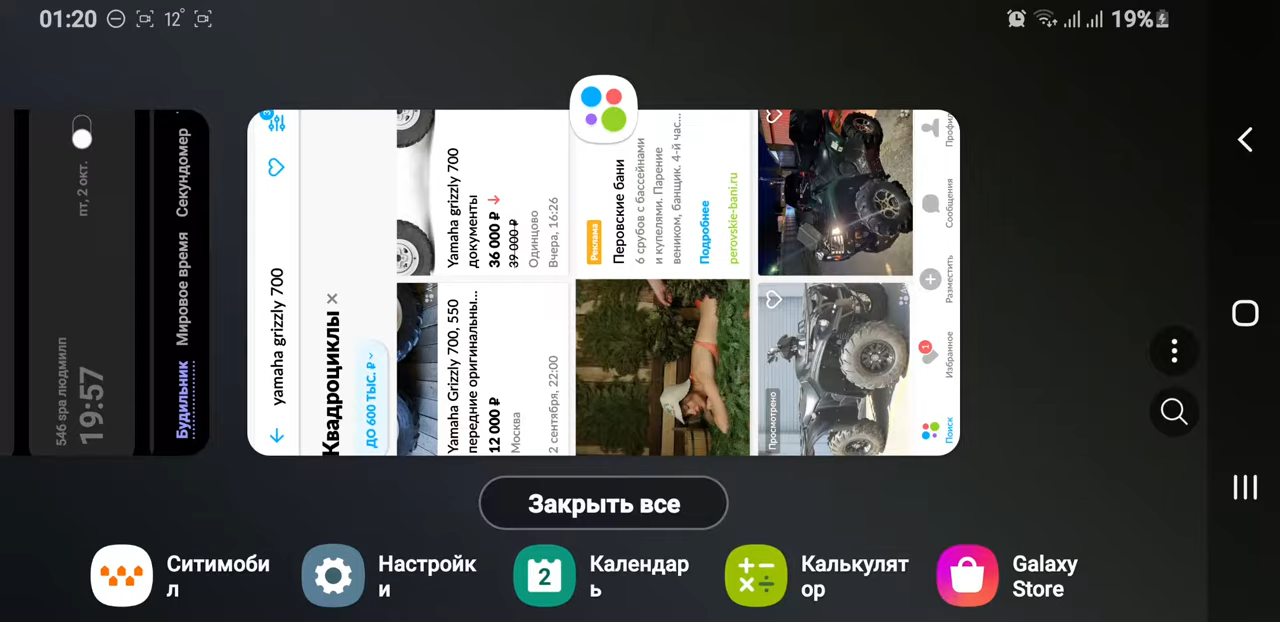 01:20 12°
19%
546 spa людмилп
19:57
пт, 2 окт.
Будильник Мировое время Секундомер
yamaha grizzly 700
3
Квадроциклы ×
ДО 600 ТЫС. ₽
Yamaha Grizzly 700, 550
передние оригинальны...
12 000 ₽
Москва
2 сентября, 22:00
Yamaha grizzly 700
документы
36 000 ₽
39 000 ₽
Одинцово
Вчера, 16:26
Реклама
Перовские бани
6 срубов с бассейнами
и купелями. Парение
веником, банщик. 4-й час...
Подробнее
perovskie-bani.ru
Просмотрено
Поиск
1
Избранное
Разместить
Сообщения
Профил
Закрыть все
Ситимоби
л
Настройк
и
2
Календар
ь
Калькулят
ор
Galaxy
Store